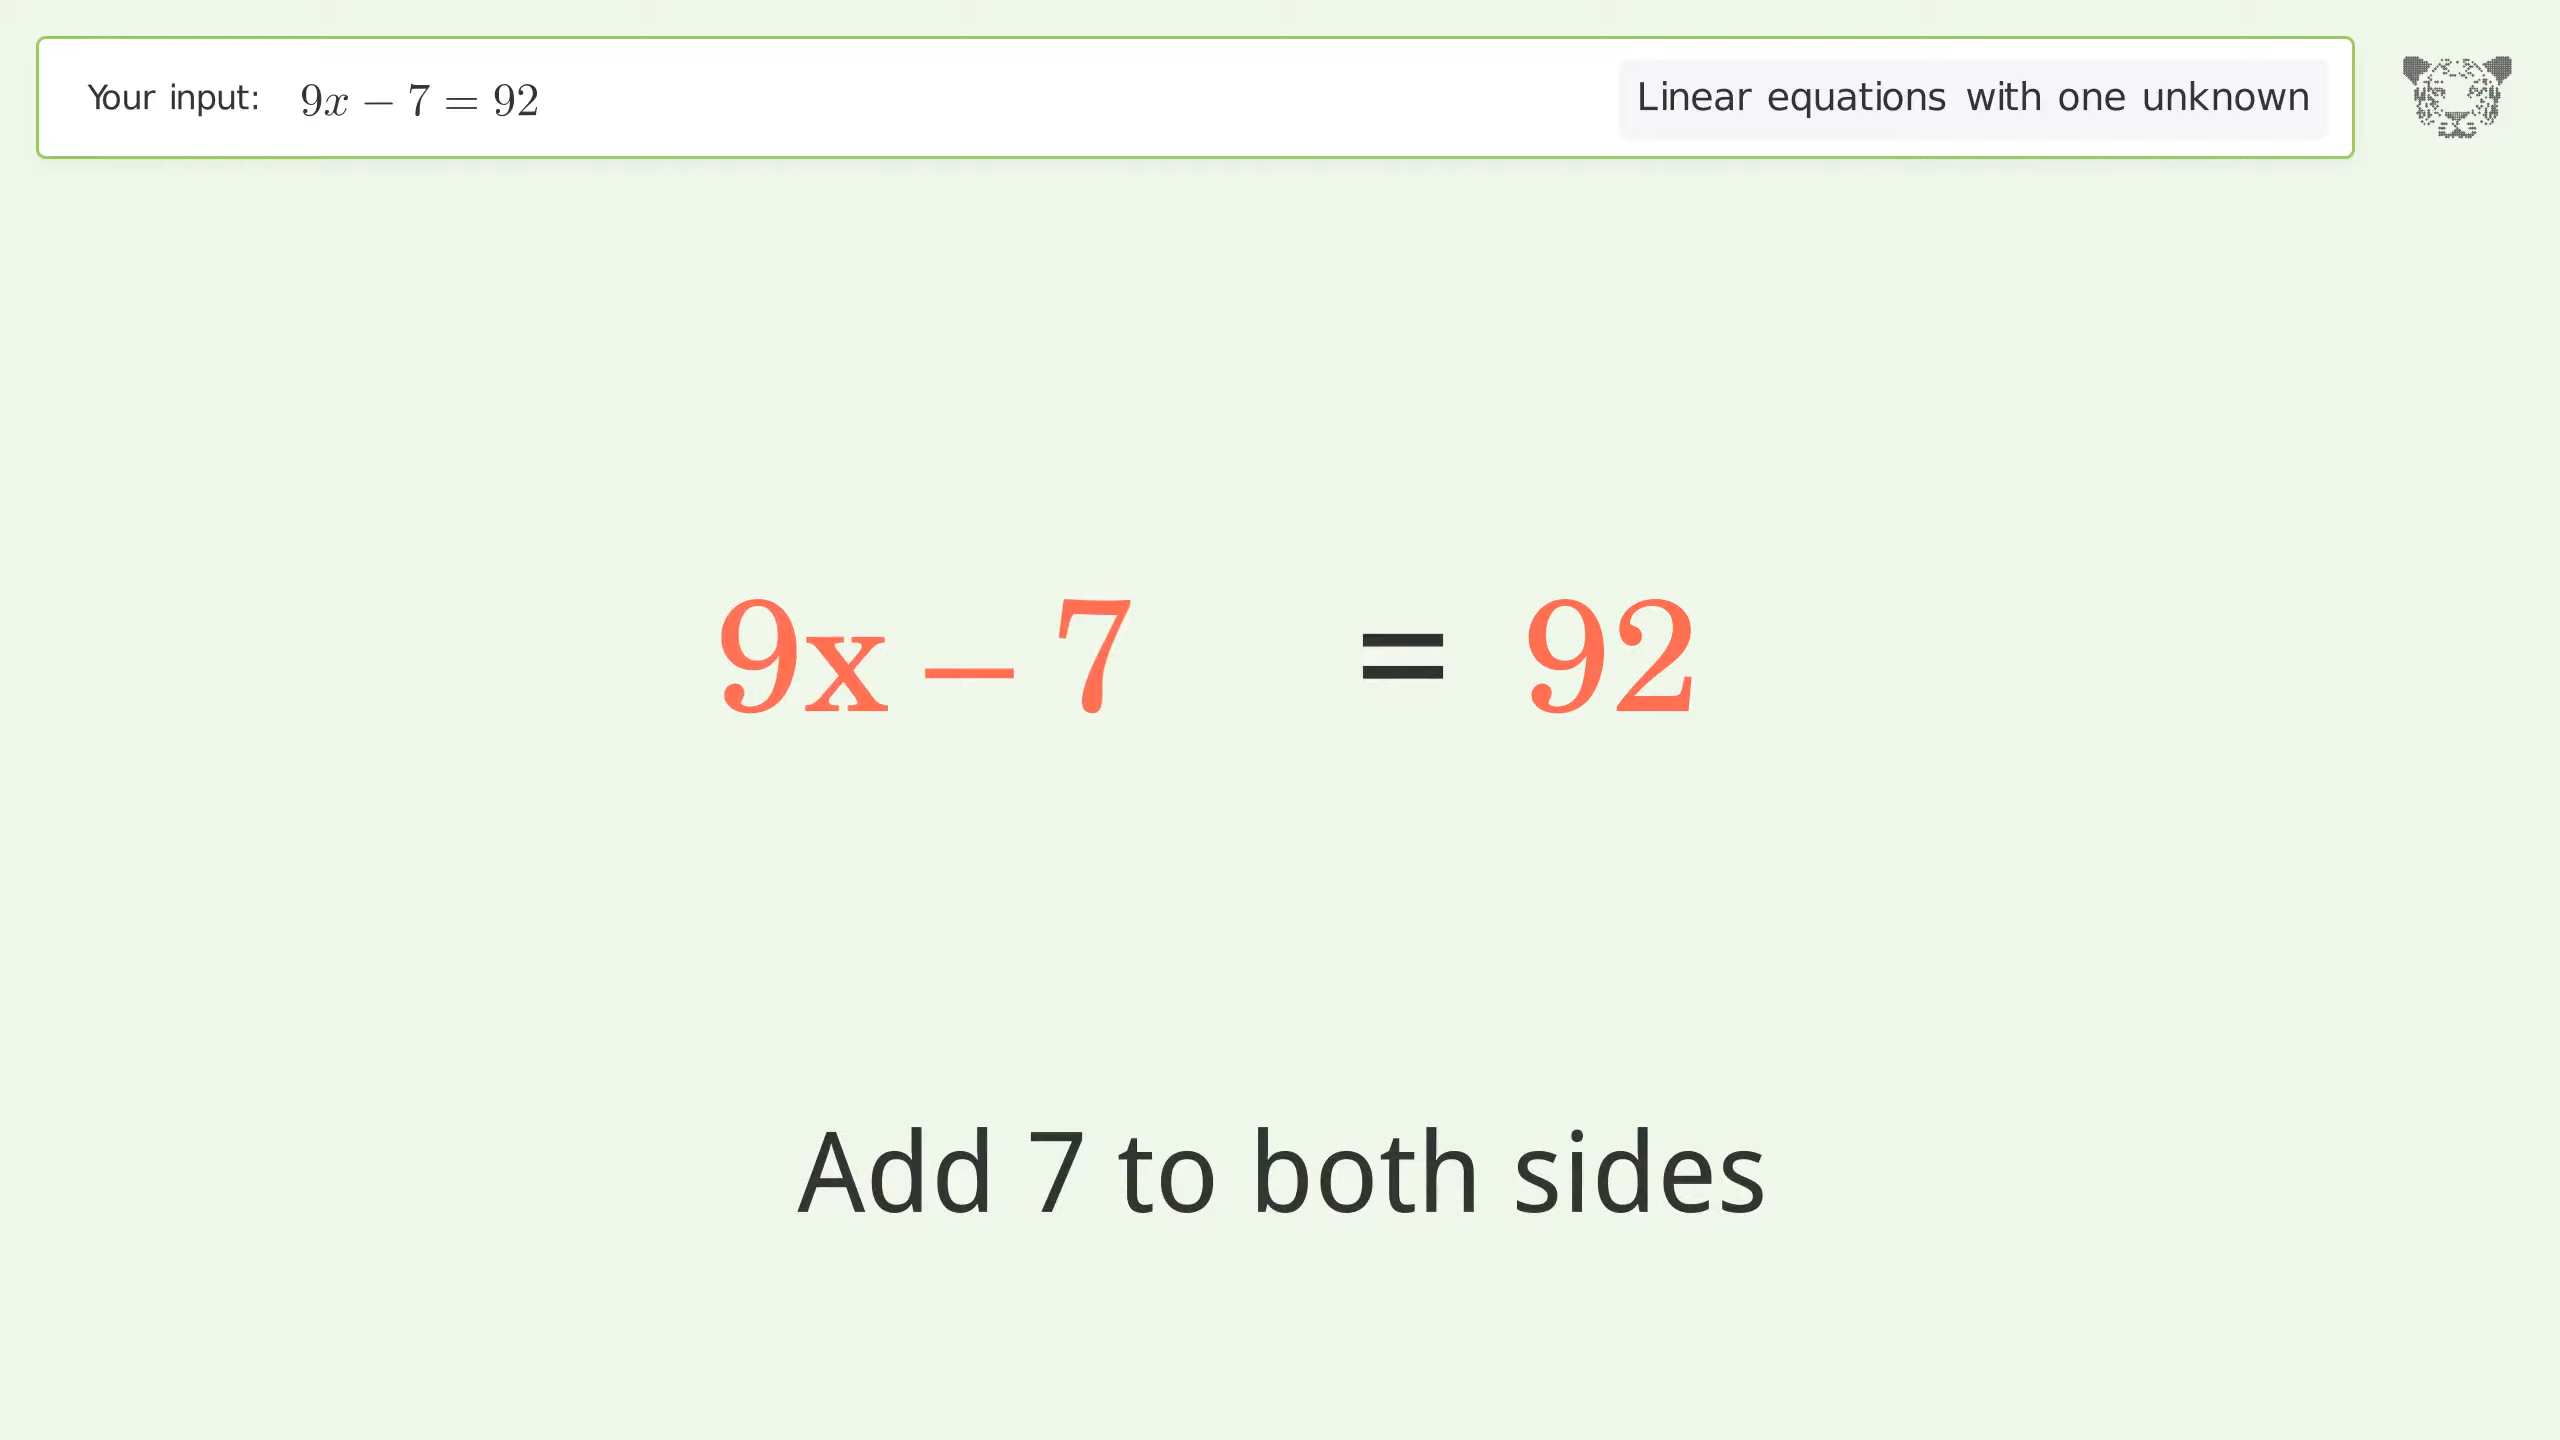 Your input: 9x − 7 = 92
Linear equations with one unknown
9x − 7 = 92
Add 7 to both sides